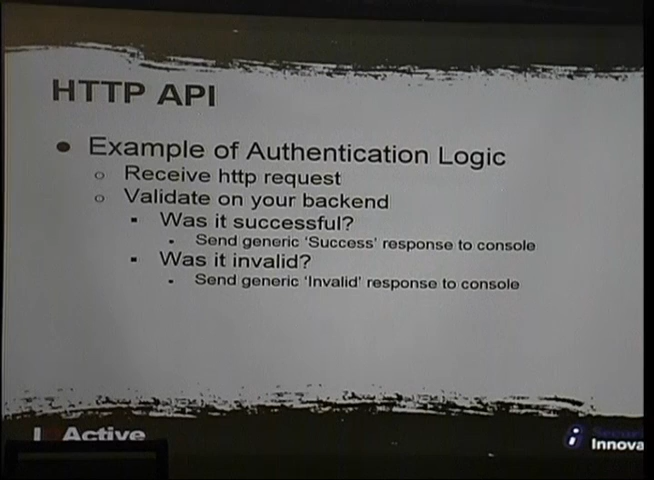 HTTP API
● Example of Authentication Logic
○ Receive http request
○ Validate on your backend
▪ Was it successful?
▪ Send generic 'Success' response to console
▪ Was it invalid?
▪ Send generic 'Invalid' response to console
Active
Innova